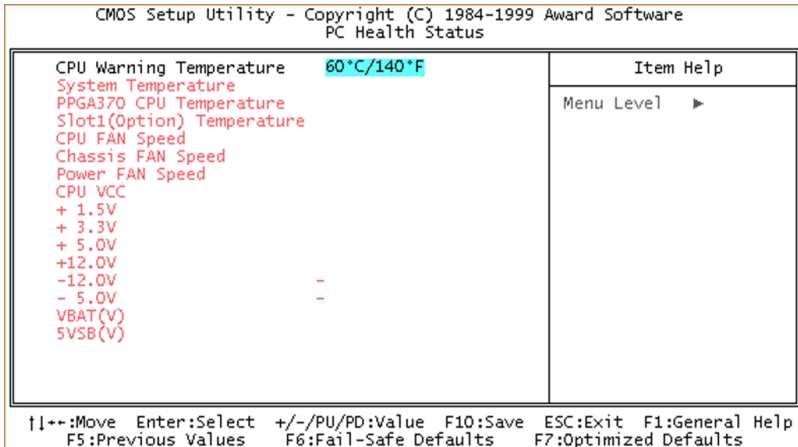 CMOS Setup Utility – Copyright (C) 1984–1999 Award Software
PC Health Status
CPU Warning Temperature 60°C/140°F
System Temperature
PPGA370 CPU Temperature
Slot1(Option) Temperature
CPU FAN Speed
Chassis FAN Speed
Power FAN Speed
CPU VCC
+ 1.5V
+ 3.3V
+ 5.0V
+12.0V
–12.0V –
– 5.0V –
VBAT(V)
5VSB(V)
Item Help
Menu Level ►
↑↓→←:Move Enter:Select +/–/PU/PD:Value F10:Save ESC:Exit F1:General Help
F5:Previous Values F6:Fail–Safe Defaults F7:Optimized Defaults